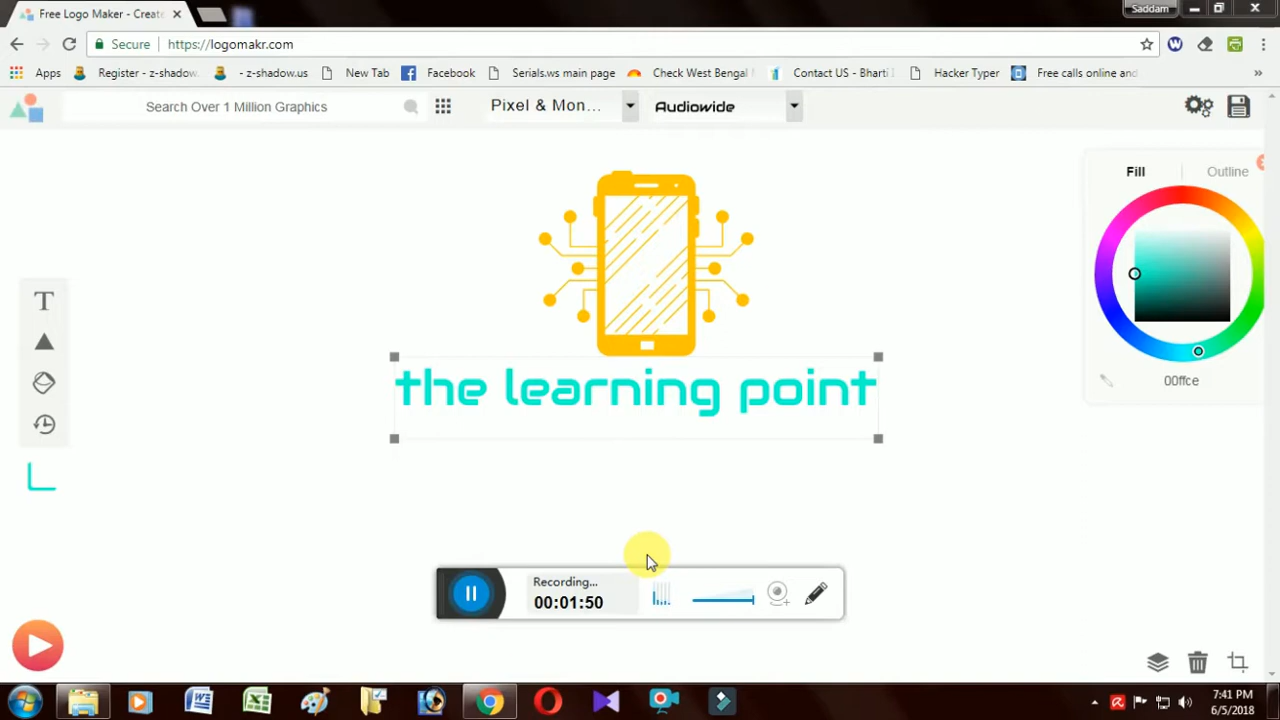 Free Logo Maker - Create
Saddam
Secure
https://logomakr.com
Apps
Register - z-shadow.
- z-shadow.us
New Tab
Facebook
Serials.ws main page
Check West Bengal
Contact US - Bharti
Hacker Typer
Free calls online and
»
Search Over 1 Million Graphics
Pixel & Mon...
Audiowide
Fill
Outline
00ffce
T
the learning point
Recording...
00:01:50
7:41 PM
6/5/2018